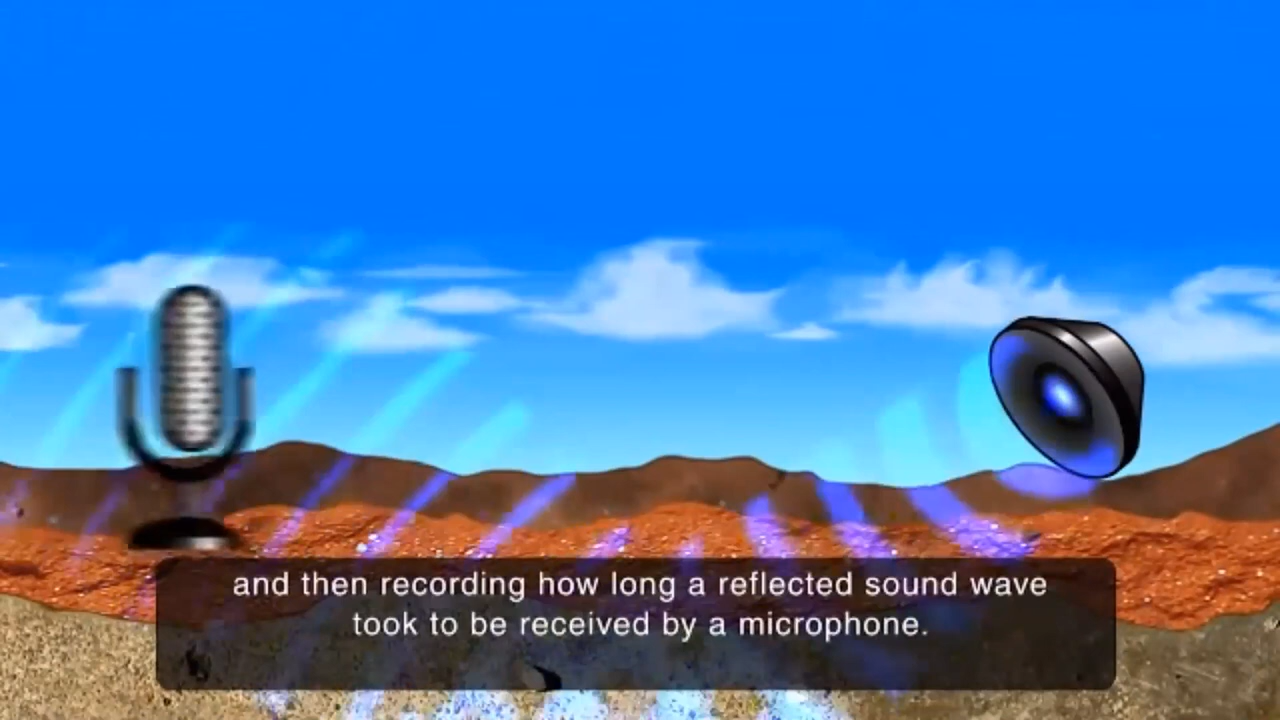 and then recording how long a reflected sound wave
took to be received by a microphone.